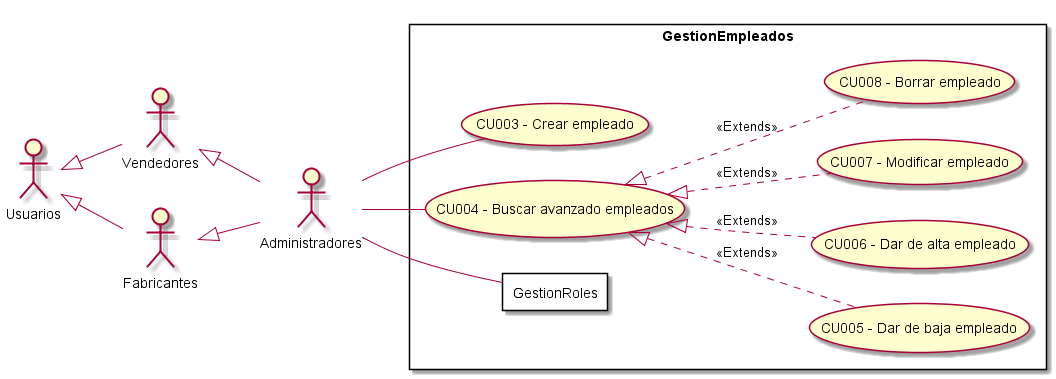 GestionEmpleados
CU008 - Borrar empleado
CU003 - Crear empleado
«Extends»
Vendedores
CU007 - Modificar empleado
«Extends»
Usuarios
CU004 - Buscar avanzado empleados
«Extends»
Administradores
CU006 - Dar de alta empleado
«Extends»
Fabricantes
GestionRoles
CU005 - Dar de baja empleado